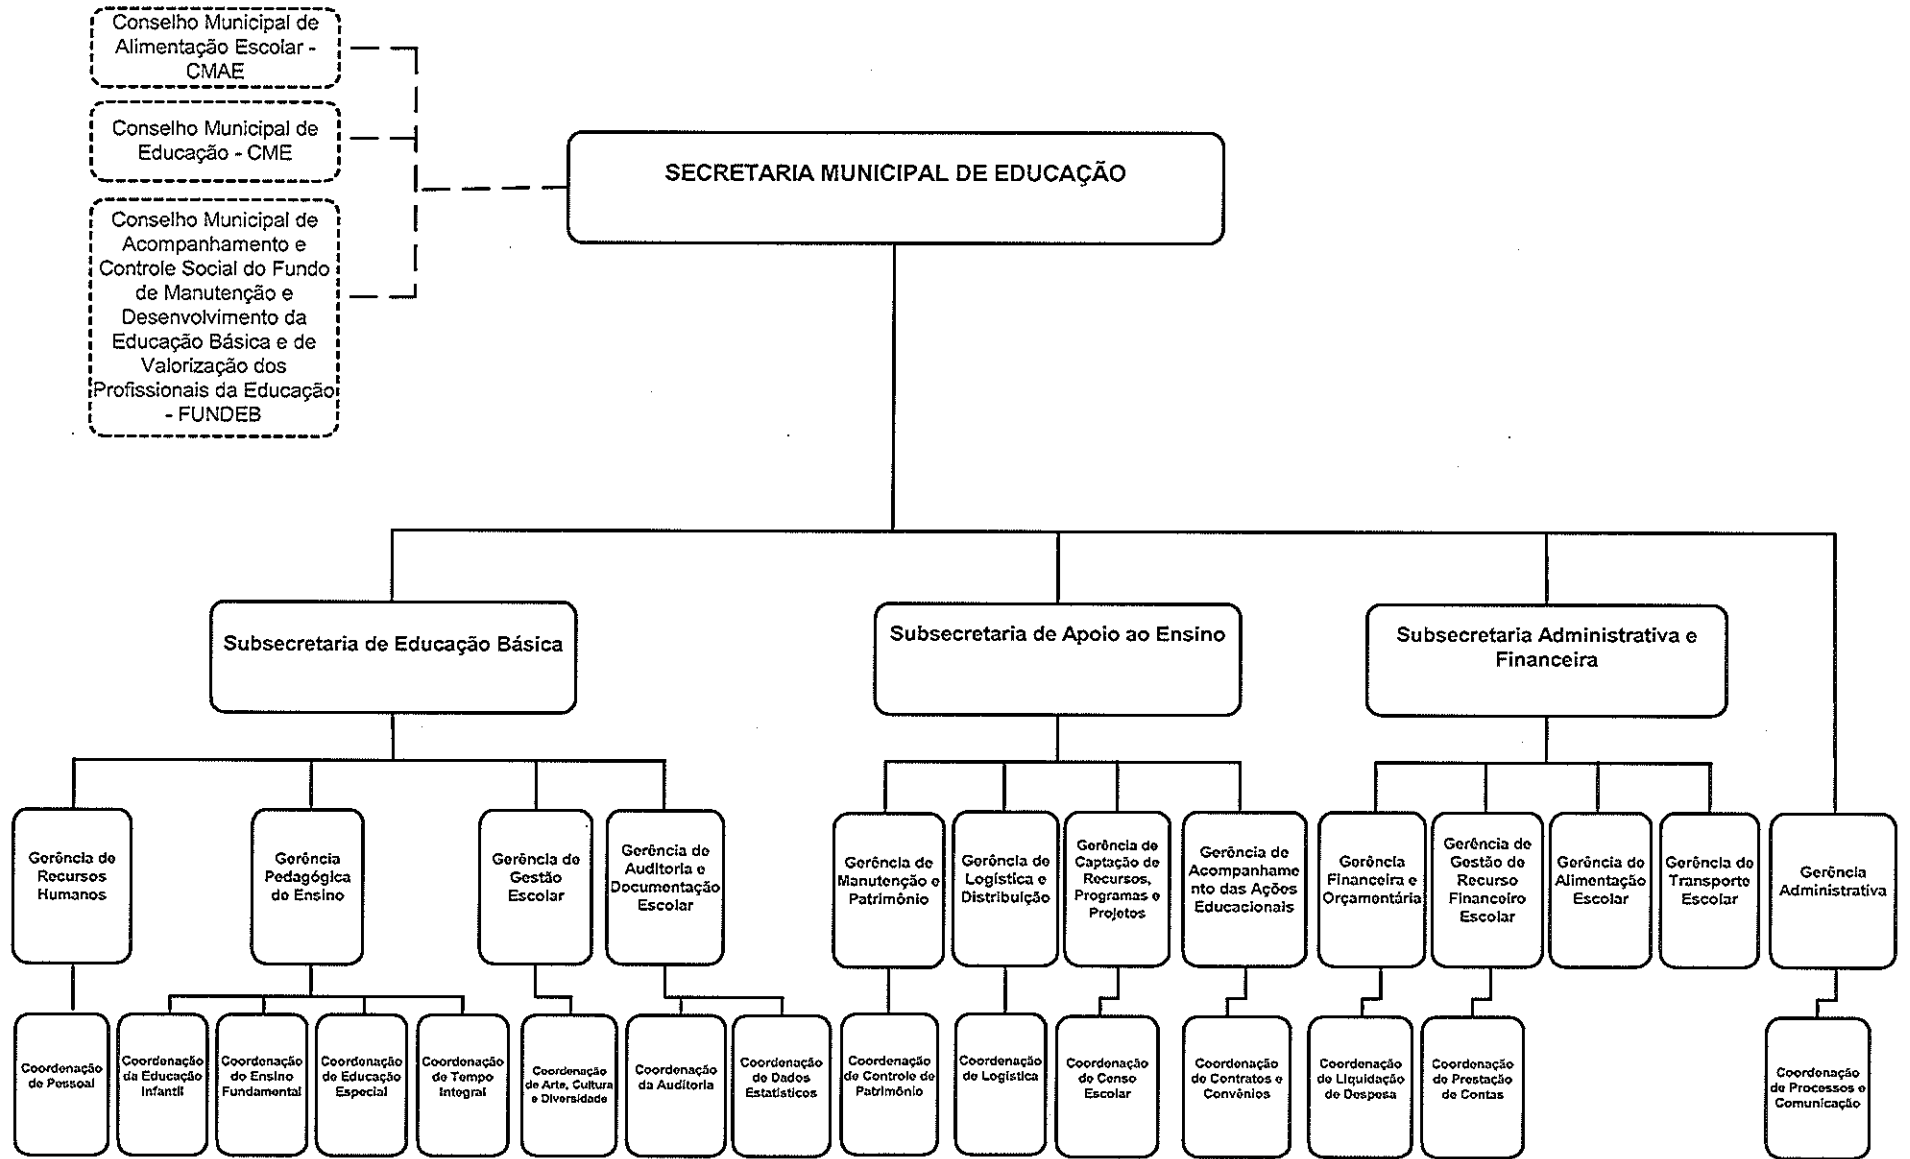 Conselho Municipal de
Alimentação Escolar -
CMAE
Conselho Municipal de
Educação - CME
Conselho Municipal de
Acompanhamento e
Controle Social do Fundo
de Manutenção e
Desenvolvimento da
Educação Básica e de
Valorização dos
Profissionais da Educação
- FUNDEB
SECRETARIA MUNICIPAL DE EDUCAÇÃO
Subsecretaria de Educação Básica
Subsecretaria de Apoio ao Ensino
Subsecretaria Administrativa e
Financeira
Gerência de
Recursos
Humanos
Gerência
Pedagógica
de Ensino
Gerência de
Gestão
Escolar
Gerência de
Auditoria e
Documentação
Escolar
Gerência de
Manutenção e
Patrimônio
Gerência de
Logística e
Distribuição
Gerência de
Captação de
Recursos,
Programas e
Projetos
Gerência de
Acompanhame
nto das Ações
Educacionais
Gerência
Financeira e
Orçamentária
Gerência de
Gestão de
Recurso
Financeiro
Escolar
Gerência de
Alimentação
Escolar
Gerência de
Transporte
Escolar
Gerência
Administrativa
Coordenação
de Pessoal
Coordenação
da Educação
Infantil
Coordenação
do Ensino
Fundamental
Coordenação
de Educação
Especial
Coordenação
de Tempo
Integral
Coordenação
de Arte, Cultura
e Diversidade
Coordenação
da Auditoria
Coordenação
de Dados
Estatísticos
Coordenação
de Controle de
Patrimônio
Coordenação
de Logística
Coordenação
de Censo
Escolar
Coordenação
de Contratos e
Convênios
Coordenação
de Liquidação
de Despesa
Coordenação
de Prestação
de Contas
Coordenação
de Processos e
Comunicação